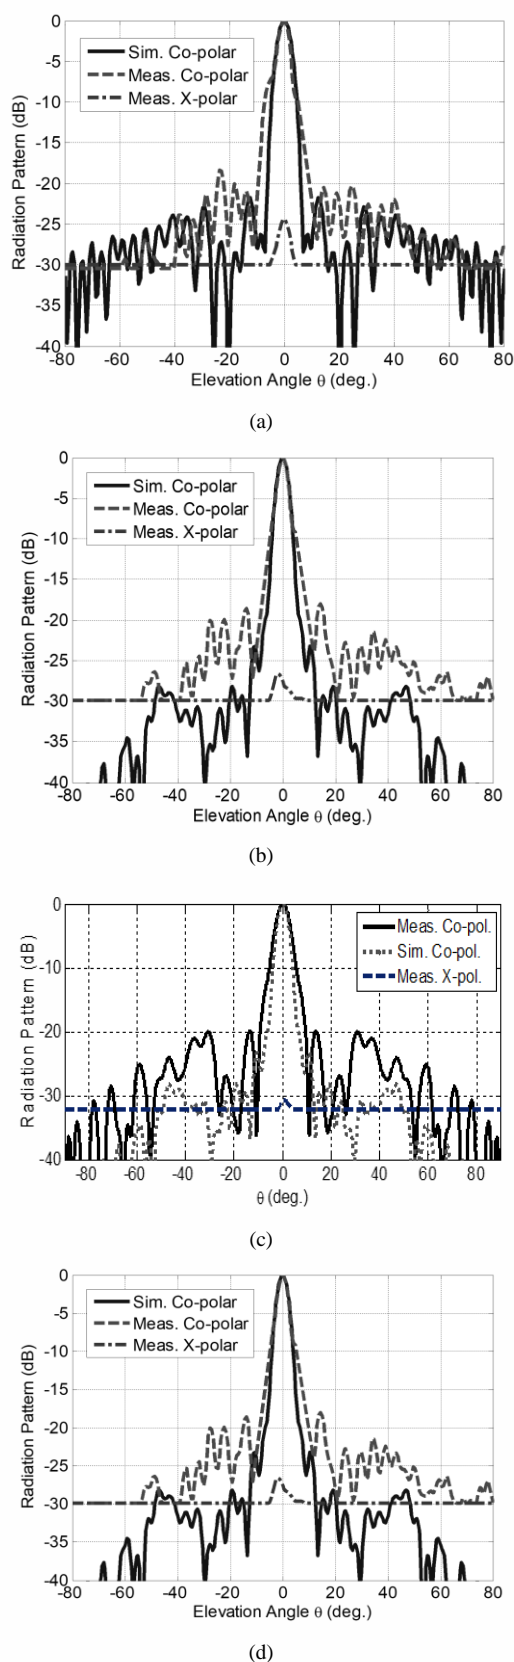 0
Sim. Co-polar
Meas. Co-polar
Meas. X-polar
-5
-10
-15
-20
-25
-30
-35
-40
Radiation Pattern (dB)
-80 -60 -40 -20 0 20 40 60 80
Elevation Angle θ (deg.)
(a)
0
Sim. Co-polar
Meas. Co-polar
Meas. X-polar
-5
-10
-15
-20
-25
-30
-35
-40
Radiation Pattern (dB)
-80 -60 -40 -20 0 20 40 60 80
Elevation Angle θ (deg.)
(b)
0
Meas. Co-pol.
Sim. Co-pol.
Meas. X-pol.
-10
-20
-30
-40
Radiation Pattern (dB)
-80 -60 -40 -20 0 20 40 60 80
θ (deg.)
(c)
0
Sim. Co-polar
Meas. Co-polar
Meas. X-polar
-5
-10
-15
-20
-25
-30
-35
-40
Radiation Pattern (dB)
-80 -60 -40 -20 0 20 40 60 80
Elevation Angle θ (deg.)
(d)